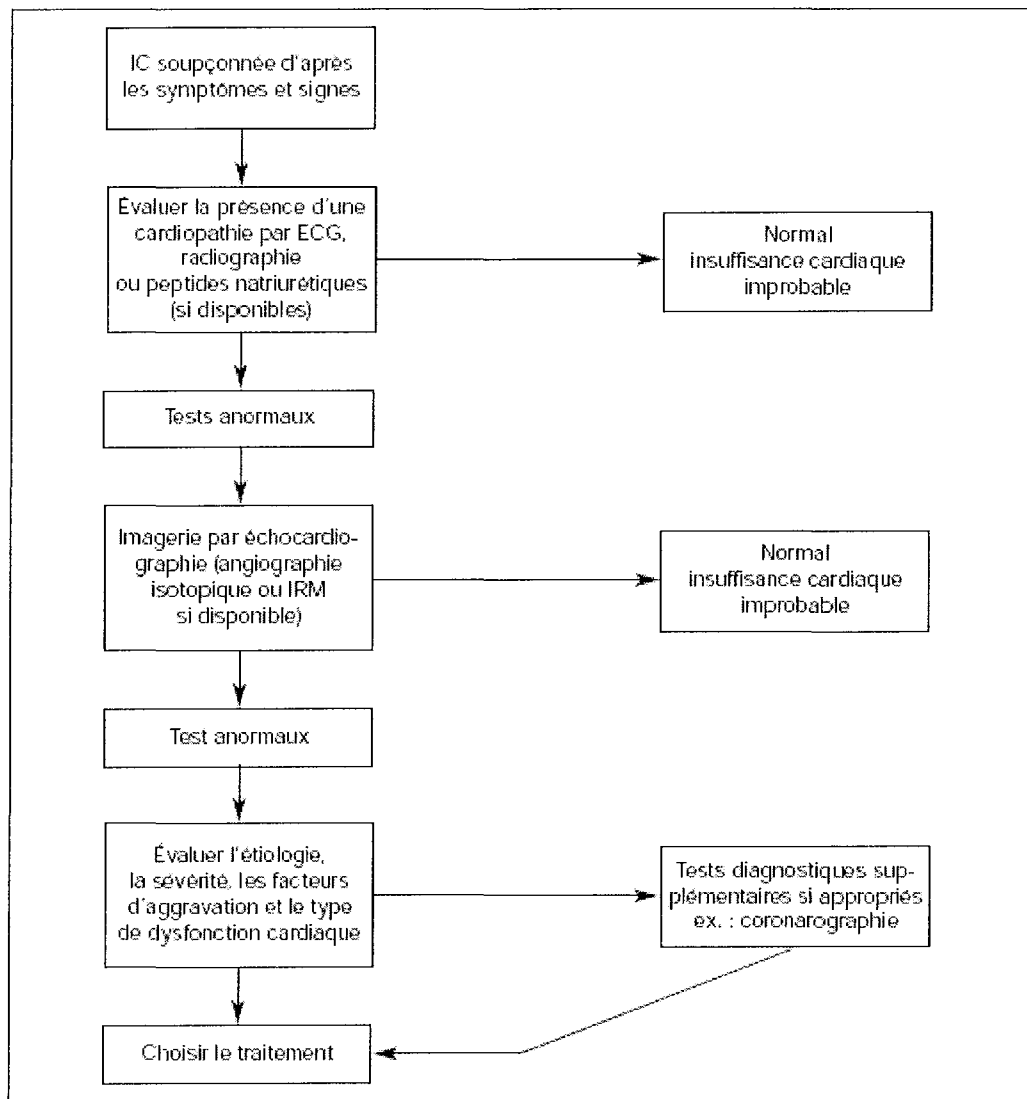 IC soupçonnée d'après
les symptômes et signes
Évaluer la présence d'une
cardiopathie par ECG,
radiographie
ou peptides natriurétiques
(si disponibles)
Normal
insuffisance cardiaque
improbable
Tests anormaux
Imagerie par échocardio-
graphie (angiographie
isotopique ou IRM
si disponible)
Normal
insuffisance cardiaque
improbable
Test anormaux
Évaluer l'étiologie,
la sévérité, les facteurs
d'aggravation et le type
de dysfonction cardiaque
Tests diagnostiques sup-
plémentaires si appropriés
ex. : coronarographie
Choisir le traitement